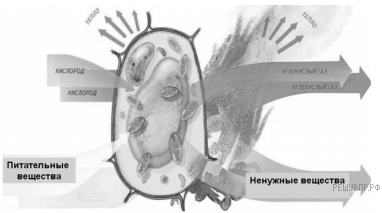 ТЕПЛО
ТЕПЛО
КИСЛОРОД
УГЛЕКИСЛЫЙ ГАЗ
КИСЛОРОД
УГЛЕКИСЛЫЙ ГАЗ
Питательные
вещества
Ненужные вещества
РЕШУВПР.РФ